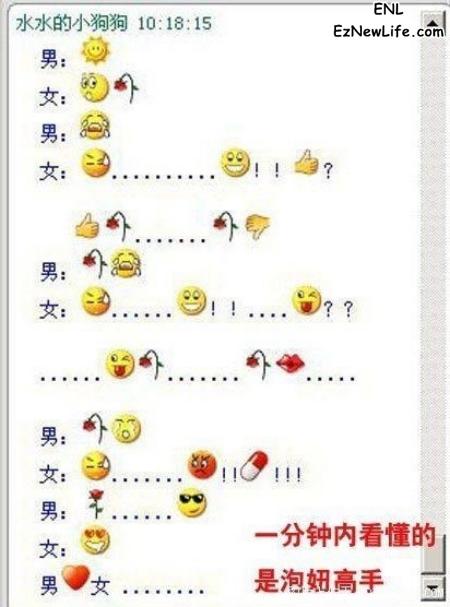 ENL
EzNewLife.com
水水的小狗狗 10:18:15
男:
女:
男:
女: ..........!! ?
.......
男:
女: ......!!....??
...... ....... .....
男:
女: .......!! !!!
男: .......
女:
男 女 ........
一分钟内看懂的
是泡妞高手